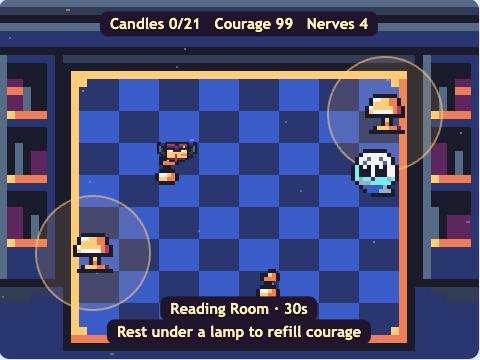 Candles 0/21 Courage 99 Nerves 4
Reading Room · 30s
Rest under a lamp to refill courage